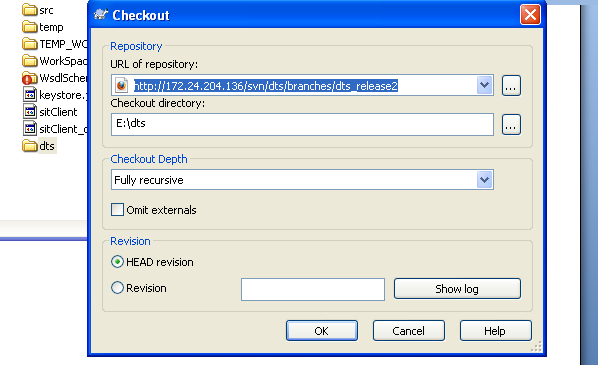 src
temp
TEMP_WC
WorkSpac
WsdlSchem
keystore.j
sitClient
sitClient_c
dts
Checkout
Repository
URL of repository:
http://172.24.204.136/svn/dts/branches/dts_release2
...
Checkout directory:
E:\dts
...
Checkout Depth
Fully recursive
Omit externals
Revision
HEAD revision
Revision
Show log
OK
Cancel
Help